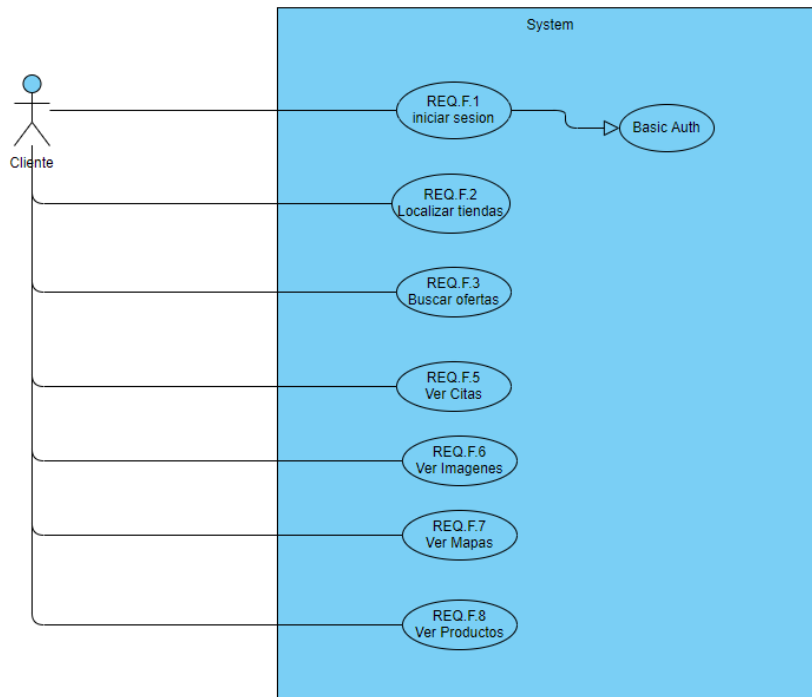 System
REQ.F.1
iniciar sesion
Basic Auth
Cliente
REQ.F.2
Localizar tiendas
REQ.F.3
Buscar ofertas
REQ.F.5
Ver Citas
REQ.F.6
Ver Imagenes
REQ.F.7
Ver Mapas
REQ.F.8
Ver Productos